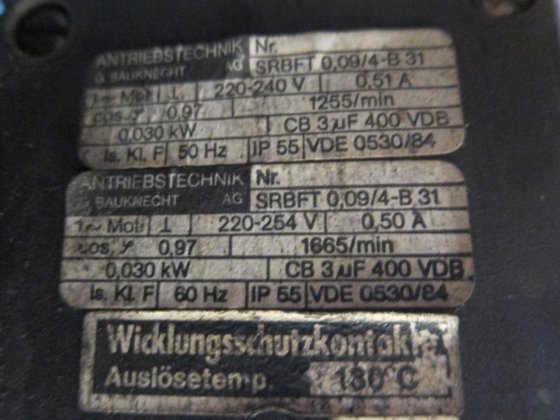 ANTRIEBSTECHNIK Nr.
G. BAUKNECHT AG SRBFT 0,09/4-B 31
1~ Mot ⊥ 220-240 V 0,51 A
cos φ 0,97 1255/min
0,030 kW CB 3 µF 400 VDB
Is. Kl. F 50 Hz IP 55 VDE 0530/84
ANTRIEBSTECHNIK Nr.
G. BAUKNECHT AG SRBFT 0,09/4-B 31
1~ Mot ⊥ 220-254 V 0,50 A
cos φ 0,97 1665/min
0,030 kW CB 3 µF 400 VDB
Is. Kl. F 60 Hz IP 55 VDE 0530/84
Wicklungsschutzkontakte
Auslösetemp. °C